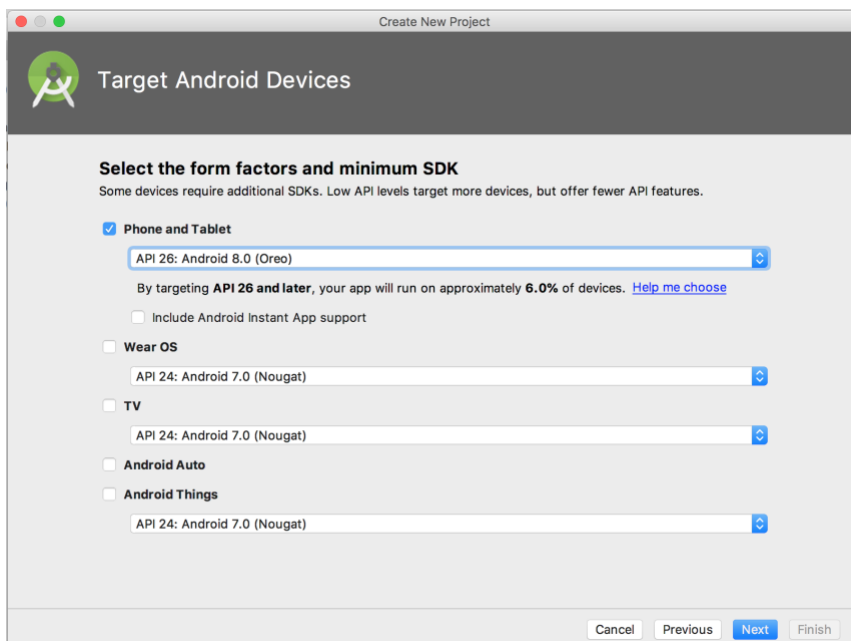 Create New Project
Target Android Devices
Select the form factors and minimum SDK
Some devices require additional SDKs. Low API levels target more devices, but offer fewer API features.
Phone and Tablet
API 26: Android 8.0 (Oreo)
By targeting API 26 and later, your app will run on approximately 6.0% of devices. Help me choose
Include Android Instant App support
Wear OS
API 24: Android 7.0 (Nougat)
TV
API 24: Android 7.0 (Nougat)
Android Auto
Android Things
API 24: Android 7.0 (Nougat)
Cancel Previous Next Finish